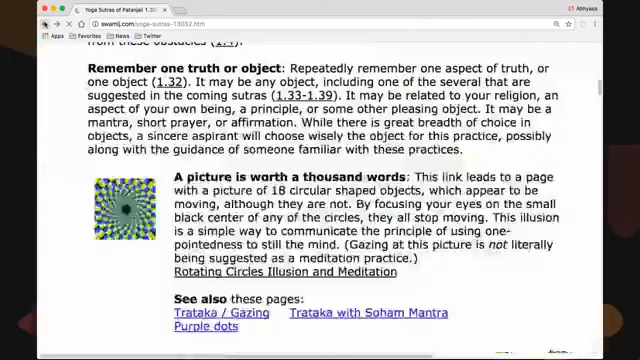 Yoga Sutras of Patanjali 1.30-
Abhyasa
swamij.com/yoga-sutras-13032.htm
Apps Favorites News Twitter
from these obstacles (1.4).
Remember one truth or object: Repeatedly remember one aspect of truth, or
one object (1.32). It may be any object, including one of the several that are
suggested in the coming sutras (1.33-1.39). It may be related to your religion, an
aspect of your own being, a principle, or some other pleasing object. It may be a
mantra, short prayer, or affirmation. While there is great breadth of choice in
objects, a sincere aspirant will choose wisely the object for this practice, possibly
along with the guidance of someone familiar with these practices.
A picture is worth a thousand words: This link leads to a page
with a picture of 18 circular shaped objects, which appear to be
moving, although they are not. By focusing your eyes on the small
black center of any of the circles, they all stop moving. This illusion
is a simple way to communicate the principle of using one-
pointedness to still the mind. (Gazing at this picture is not literally
being suggested as a meditation practice.)
Rotating Circles Illusion and Meditation
See also these pages:
Trataka / Gazing Trataka with Soham Mantra
Purple dots